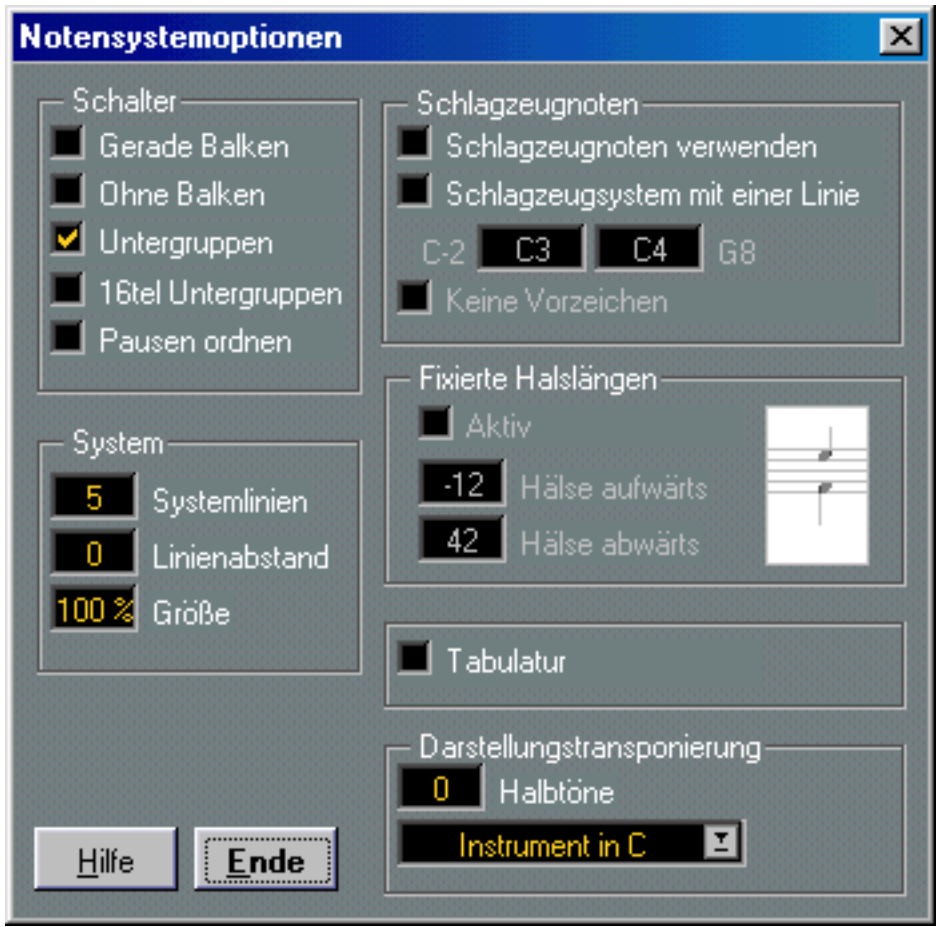 Notensystemoptionen
Schalter
Gerade Balken
Ohne Balken
Untergruppen
16tel Untergruppen
Pausen ordnen
System
5 Systemlinien
0 Linienabstand
100 % Größe
Schlagzeugnoten
Schlagzeugnoten verwenden
Schlagzeugsystem mit einer Linie
C-2 C3 C4 G8
Keine Vorzeichen
Fixierte Halslängen
Aktiv
-12 Hälse aufwärts
42 Hälse abwärts
Tabulatur
Darstellungstransponierung
0 Halbtöne
Instrument in C
Hilfe Ende